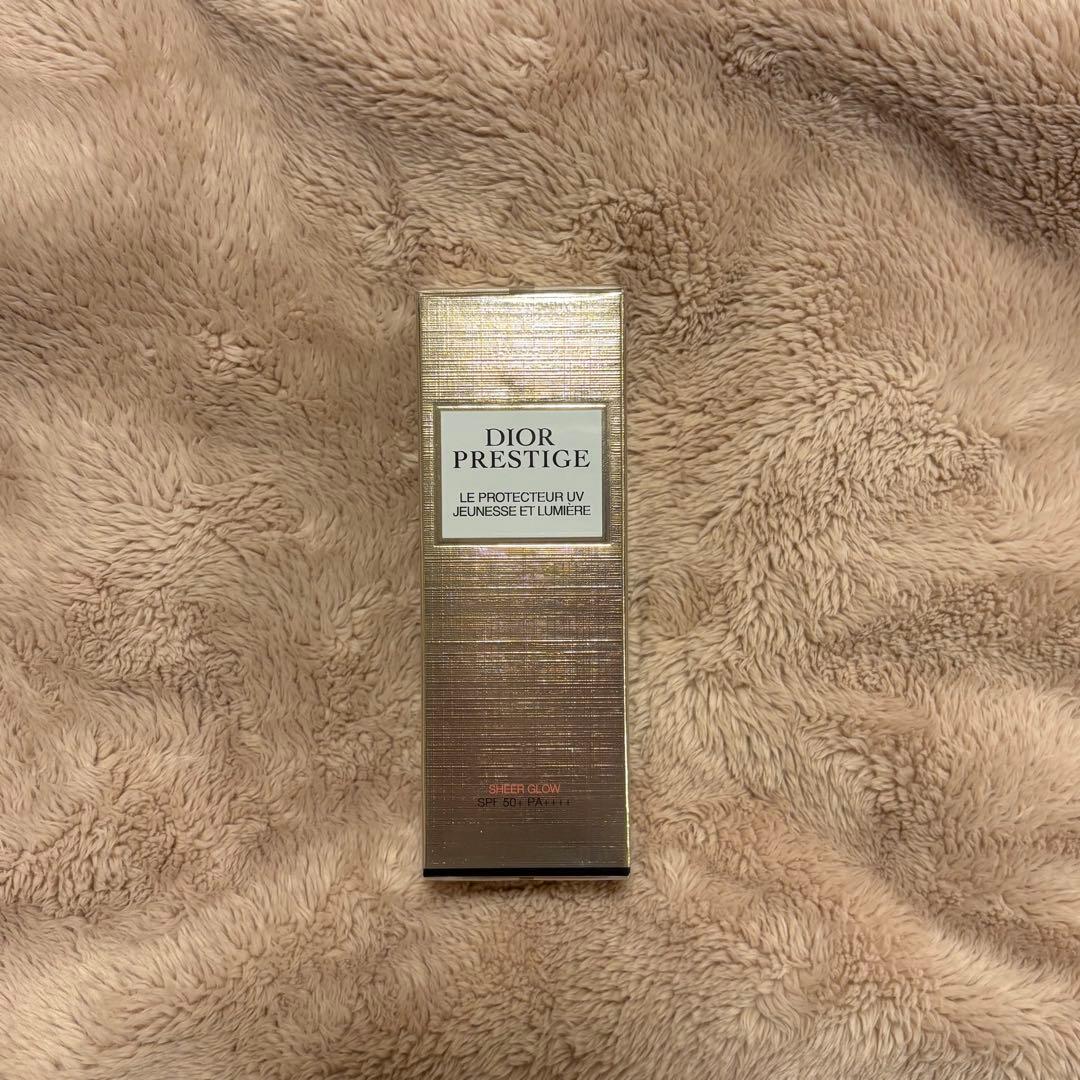 DIOR
PRESTIGE
LE PROTECTEUR UV
JEUNESSE ET LUMIÈRE
SHEER GLOW
SPF 50+ PA++++